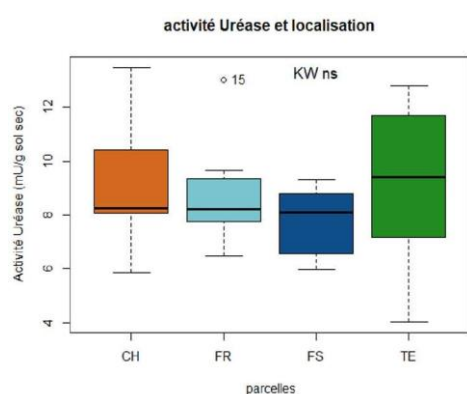 activité Uréase et localisation
15
KW ns
Activité Uréase (mU/g sol sec)
12
10
8
6
4
CH FR FS TE
parcelles